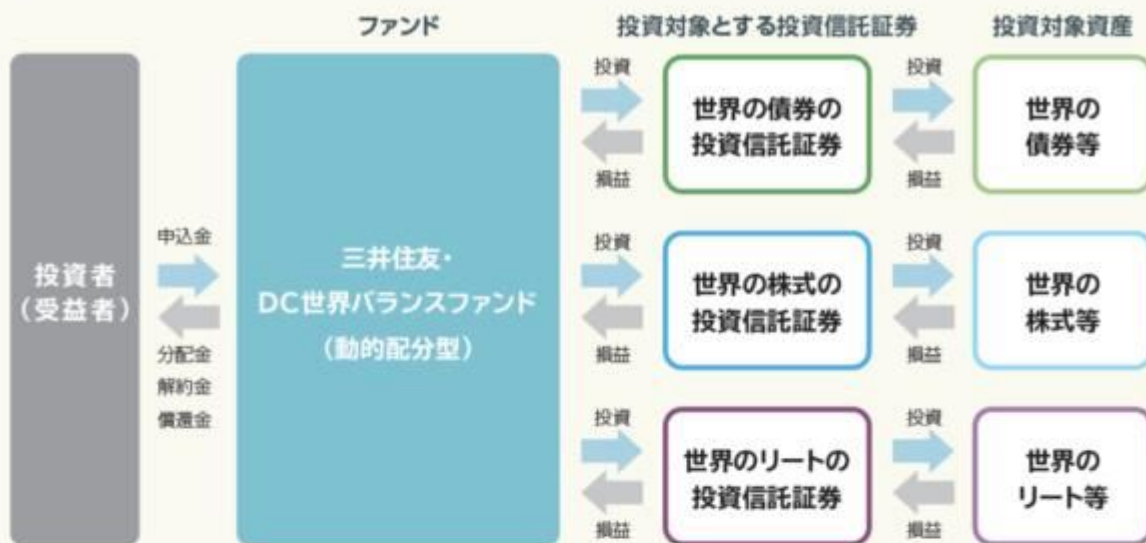 ファンド
投資対象とする投資信託証券
投資対象資産
投資者
(受益者)
申込金
分配金
解約金
償還金
三井住友・
DC世界バランスファンド
(動的配分型)
投資
損益
世界の債券の
投資信託証券
投資
損益
世界の
債券等
投資
損益
世界の株式の
投資信託証券
投資
損益
世界の
株式等
投資
損益
世界のリートの
投資信託証券
投資
損益
世界の
リート等